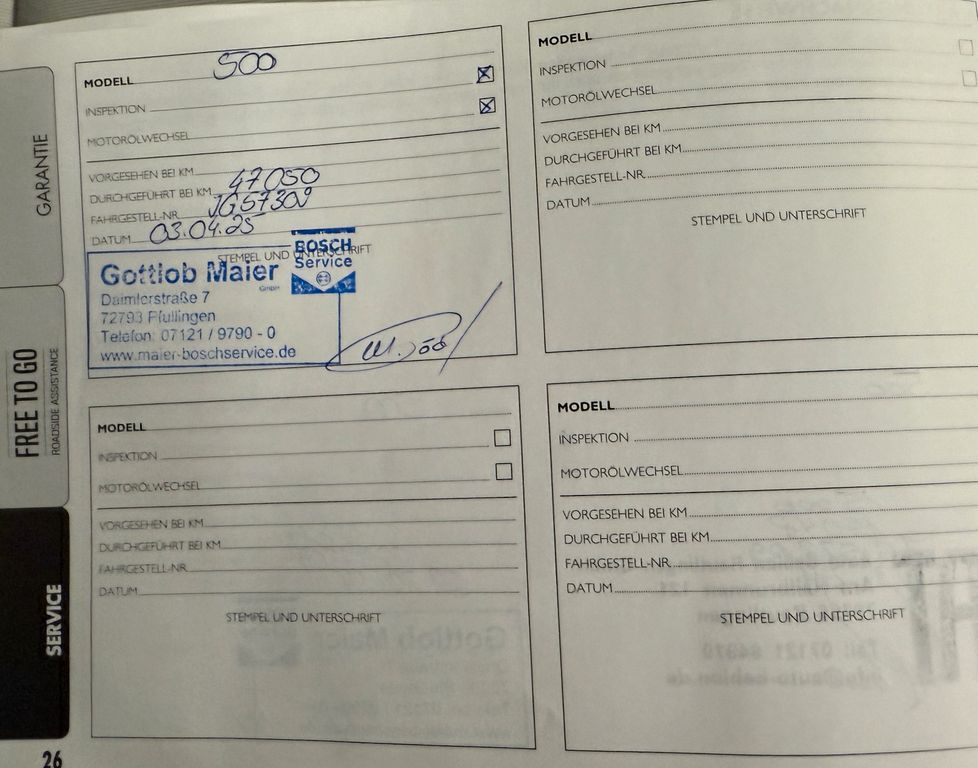 GARANTIE
FREE TO GO
ROADSIDE ASSISTANCE
SERVICE
26
MODELL 500
INSPEKTION
MOTORÖLWECHSEL
VORGESEHEN BEI KM
DURCHGEFÜHRT BEI KM 47050
FAHRGESTELL-NR. JG5730J
DATUM 03.04.25
STEMPEL UND UNTERSCHRIFT
BOSCH
Service
Gottlob Maier
GmbH
Daimlerstraße 7
72793 Pfullingen
Telefon: 07121 / 9790 - 0
www.maier-boschservice.de
MODELL
INSPEKTION
MOTORÖLWECHSEL
VORGESEHEN BEI KM
DURCHGEFÜHRT BEI KM
FAHRGESTELL-NR.
DATUM
STEMPEL UND UNTERSCHRIFT
MODELL
INSPEKTION
MOTORÖLWECHSEL
VORGESEHEN BEI KM
DURCHGEFÜHRT BEI KM
FAHRGESTELL-NR.
DATUM
STEMPEL UND UNTERSCHRIFT
MODELL
INSPEKTION
MOTORÖLWECHSEL
VORGESEHEN BEI KM
DURCHGEFÜHRT BEI KM
FAHRGESTELL-NR.
DATUM
STEMPEL UND UNTERSCHRIFT